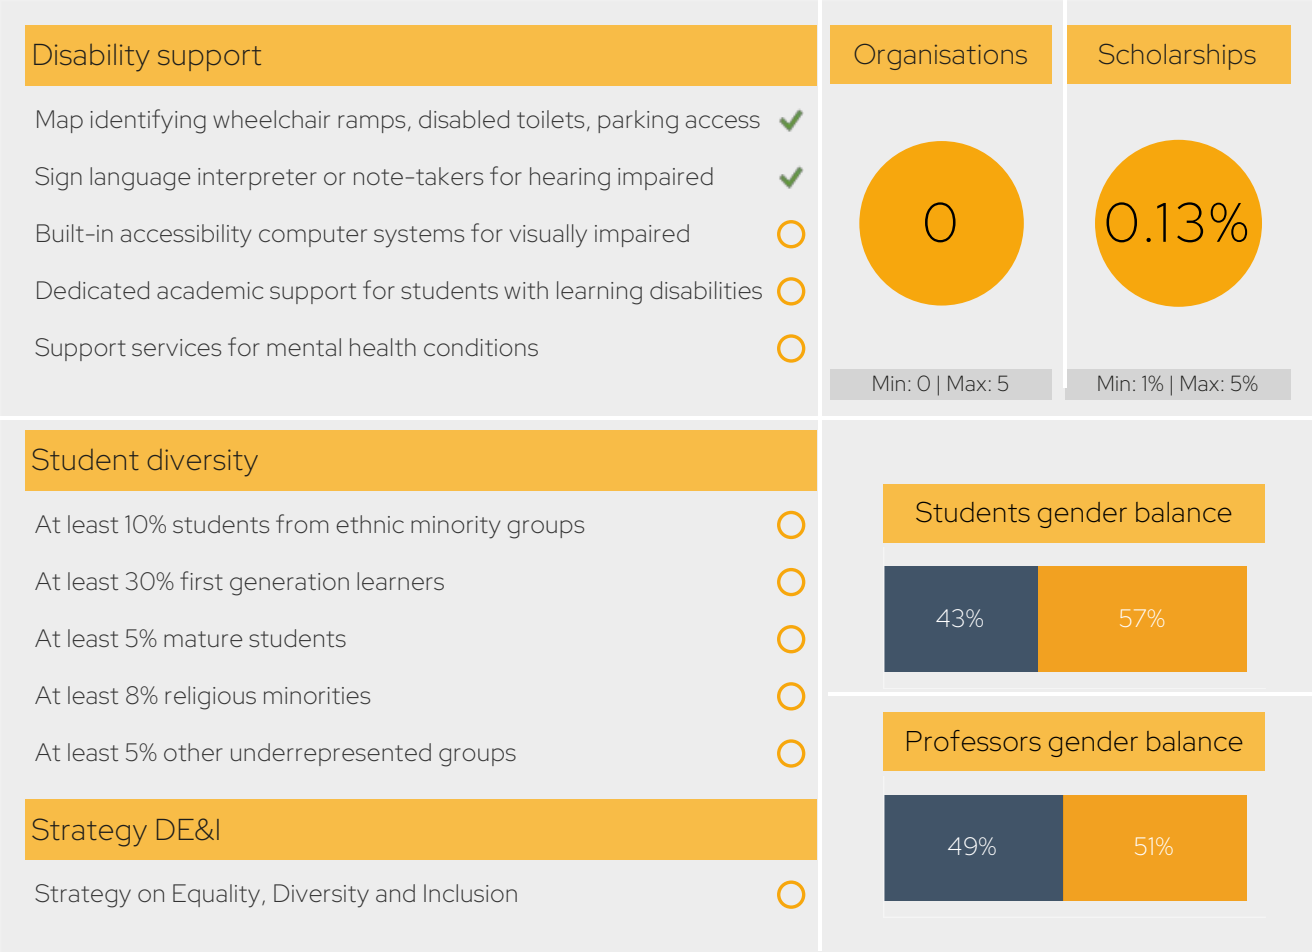 Disability support
Map identifying wheelchair ramps, disabled toilets, parking access
Sign language interpreter or note-takers for hearing impaired
Built-in accessibility computer systems for visually impaired
Dedicated academic support for students with learning disabilities
Support services for mental health conditions
Organisations
0
Min: 0 | Max: 5
Scholarships
0.13%
Min: 1% | Max: 5%
Student diversity
At least 10% students from ethnic minority groups
At least 30% first generation learners
At least 5% mature students
At least 8% religious minorities
At least 5% other underrepresented groups
Strategy DE&I
Strategy on Equality, Diversity and Inclusion
Students gender balance
43% 57%
Professors gender balance
49% 51%